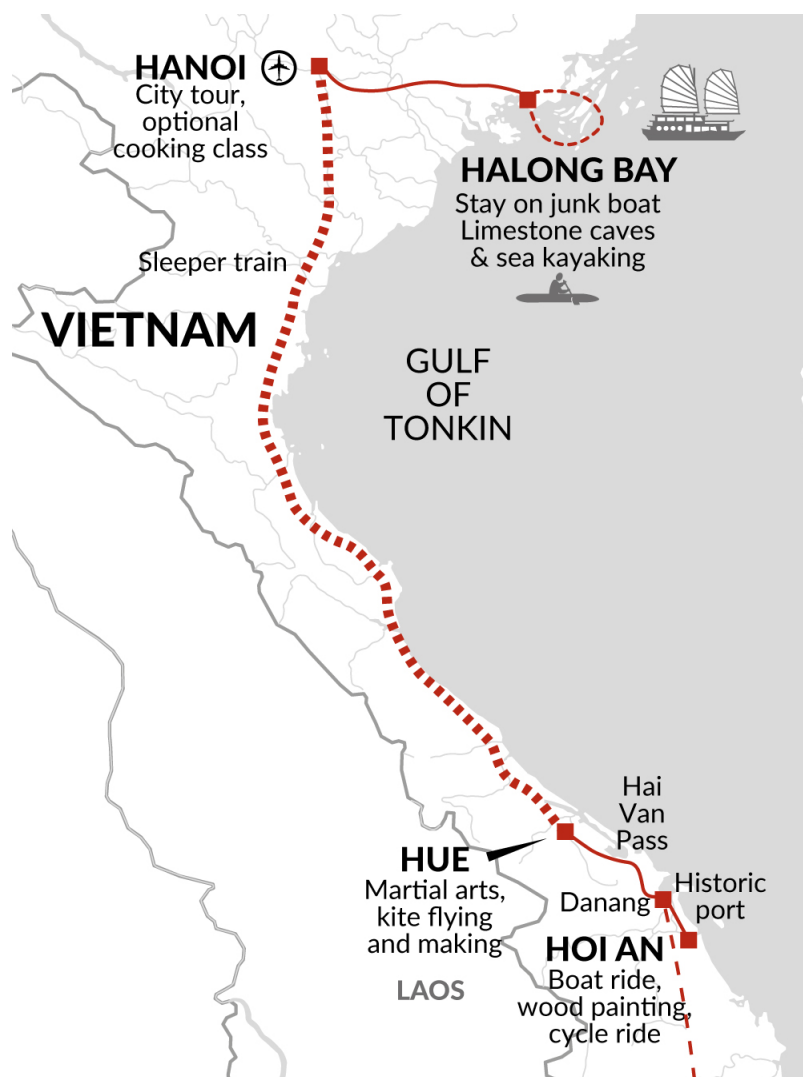 HANOI
City tour,
optional
cooking class
HALONG BAY
Stay on junk boat
Limestone caves
& sea kayaking
Sleeper train
VIETNAM
GULF
OF
TONKIN
Hai
Van
Pass
HUE
Martial arts,
kite flying
and making
Danang
Historic
port
HOI AN
Boat ride,
wood painting,
cycle ride
LAOS